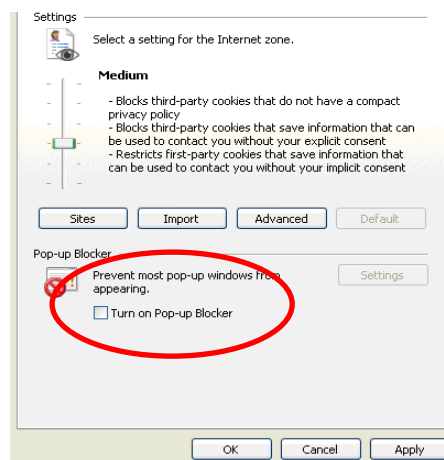 Settings
Select a setting for the Internet zone.
Medium
- Blocks third-party cookies that do not have a compact
privacy policy
- Blocks third-party cookies that save information that can
be used to contact you without your explicit consent
- Restricts first-party cookies that save information that
can be used to contact you without your implicit consent
Sites Import Advanced Default
Pop-up Blocker
Prevent most pop-up windows from Settings
appearing.
Turn on Pop-up Blocker
OK Cancel Apply